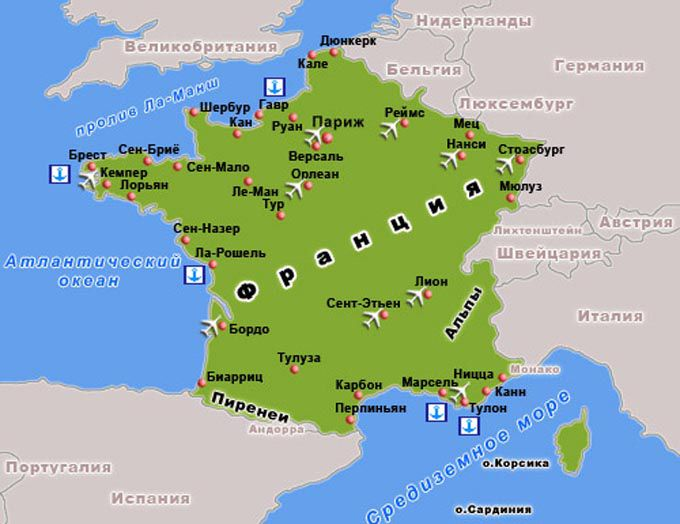 Нидерланды
Великобритания
Дюнкерк
Кале
Бельгия
Германия
пролив Ла-Манш
Шербур
Гавр
Люксембург
Кан
Руан
Париж
Реймс
Мец
Версаль
Нанси
Страсбург
Брест
Сен-Бриё
Кемпер
Сен-Мало
Лорьян
Ле-Ман
Орлеан
Тур
Мюлуз
Сен-Назер
Франция
Лихтенштейн
Австрия
Атлантический
океан
Ла-Рошель
Швейцария
Сент-Этьен
Лион
Альпы
Италия
Бордо
Тулуза
Биарриц
Ницца
Монако
Карбон
Марсель
Канн
Пиренеи
Перпиньян
Тулон
Андорра
Средиземное море
Португалия
Испания
о.Корсика
о.Сардиния